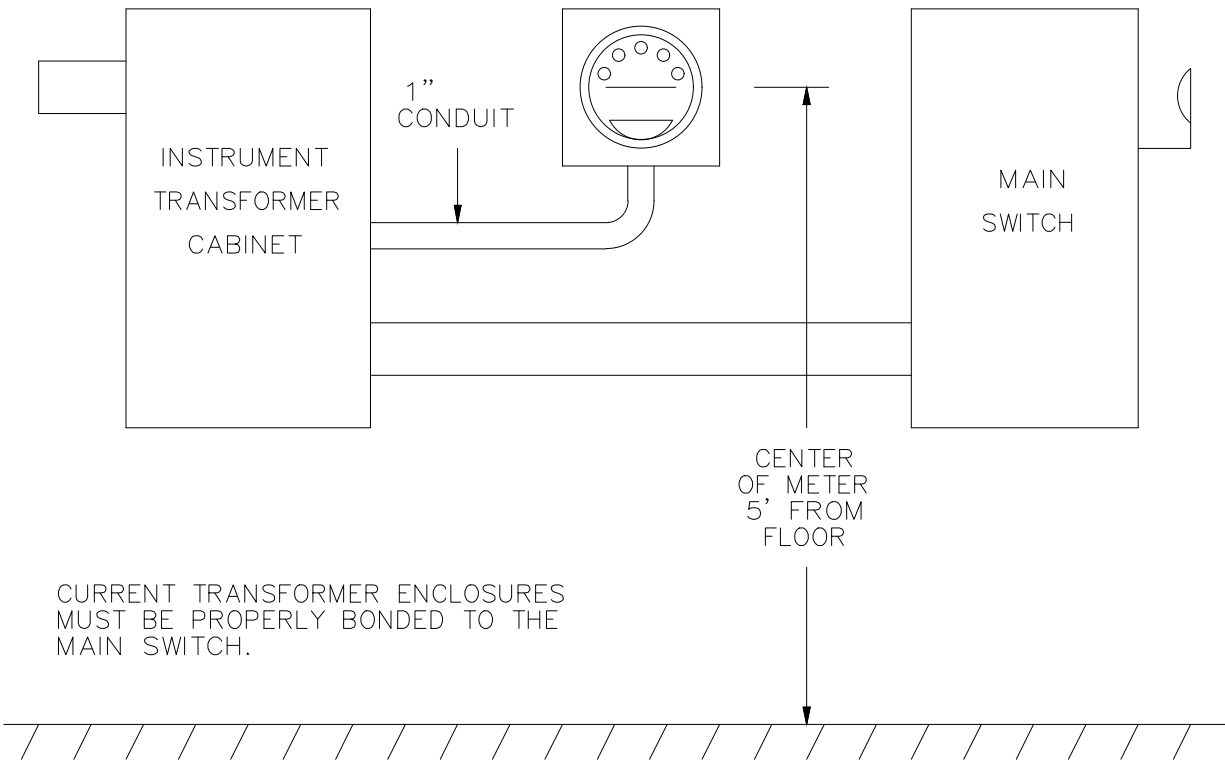 1”
CONDUIT
INSTRUMENT
TRANSFORMER
CABINET
MAIN
SWITCH
CENTER
OF METER
5’ FROM
FLOOR
CURRENT TRANSFORMER ENCLOSURES
MUST BE PROPERLY BONDED TO THE
MAIN SWITCH.